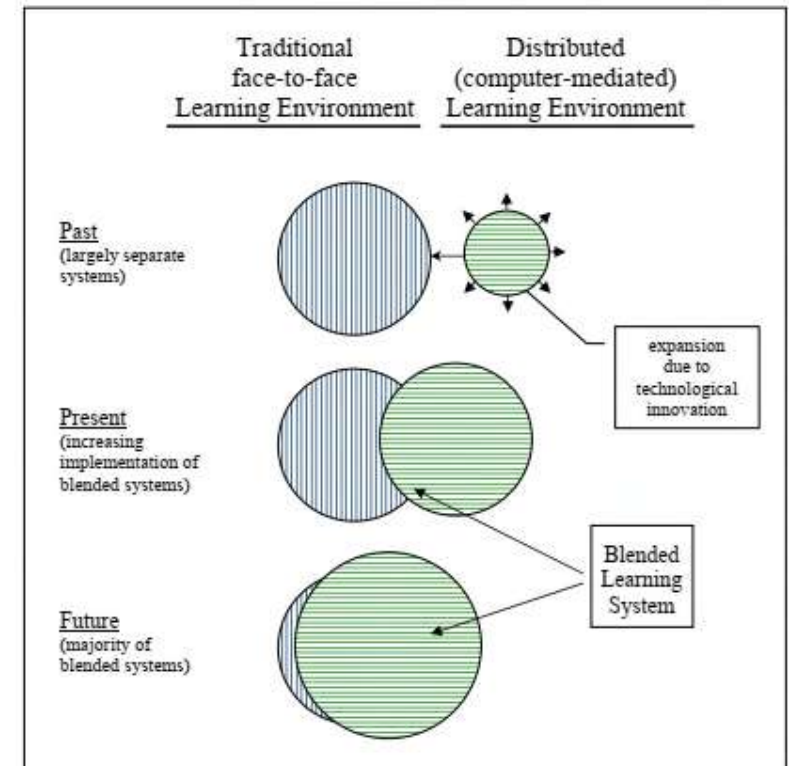 Traditional
face-to-face
Learning Environment
Distributed
(computer-mediated)
Learning Environment
Past
(largely separate
systems)
expansion
due to
technological
innovation
Present
(increasing
implementation of
blended systems)
Blended
Learning
System
Future
(majority of
blended systems)